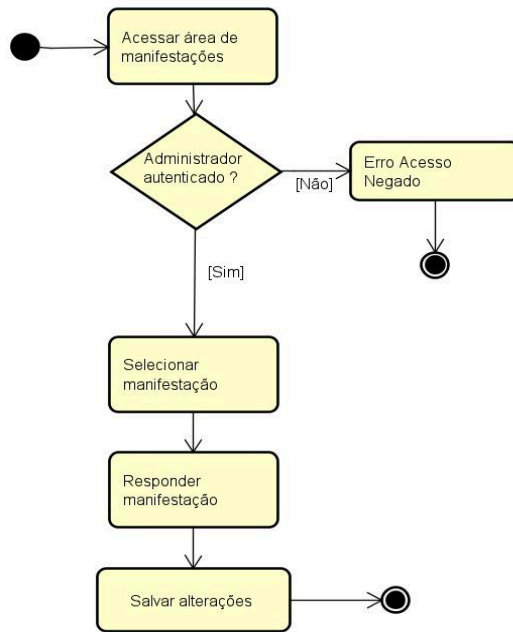 Acessar área de
manifestações
Administrador
autenticado ?
[Não]
Erro Acesso
Negado
[Sim]
Selecionar
manifestação
Responder
manifestação
Salvar alterações